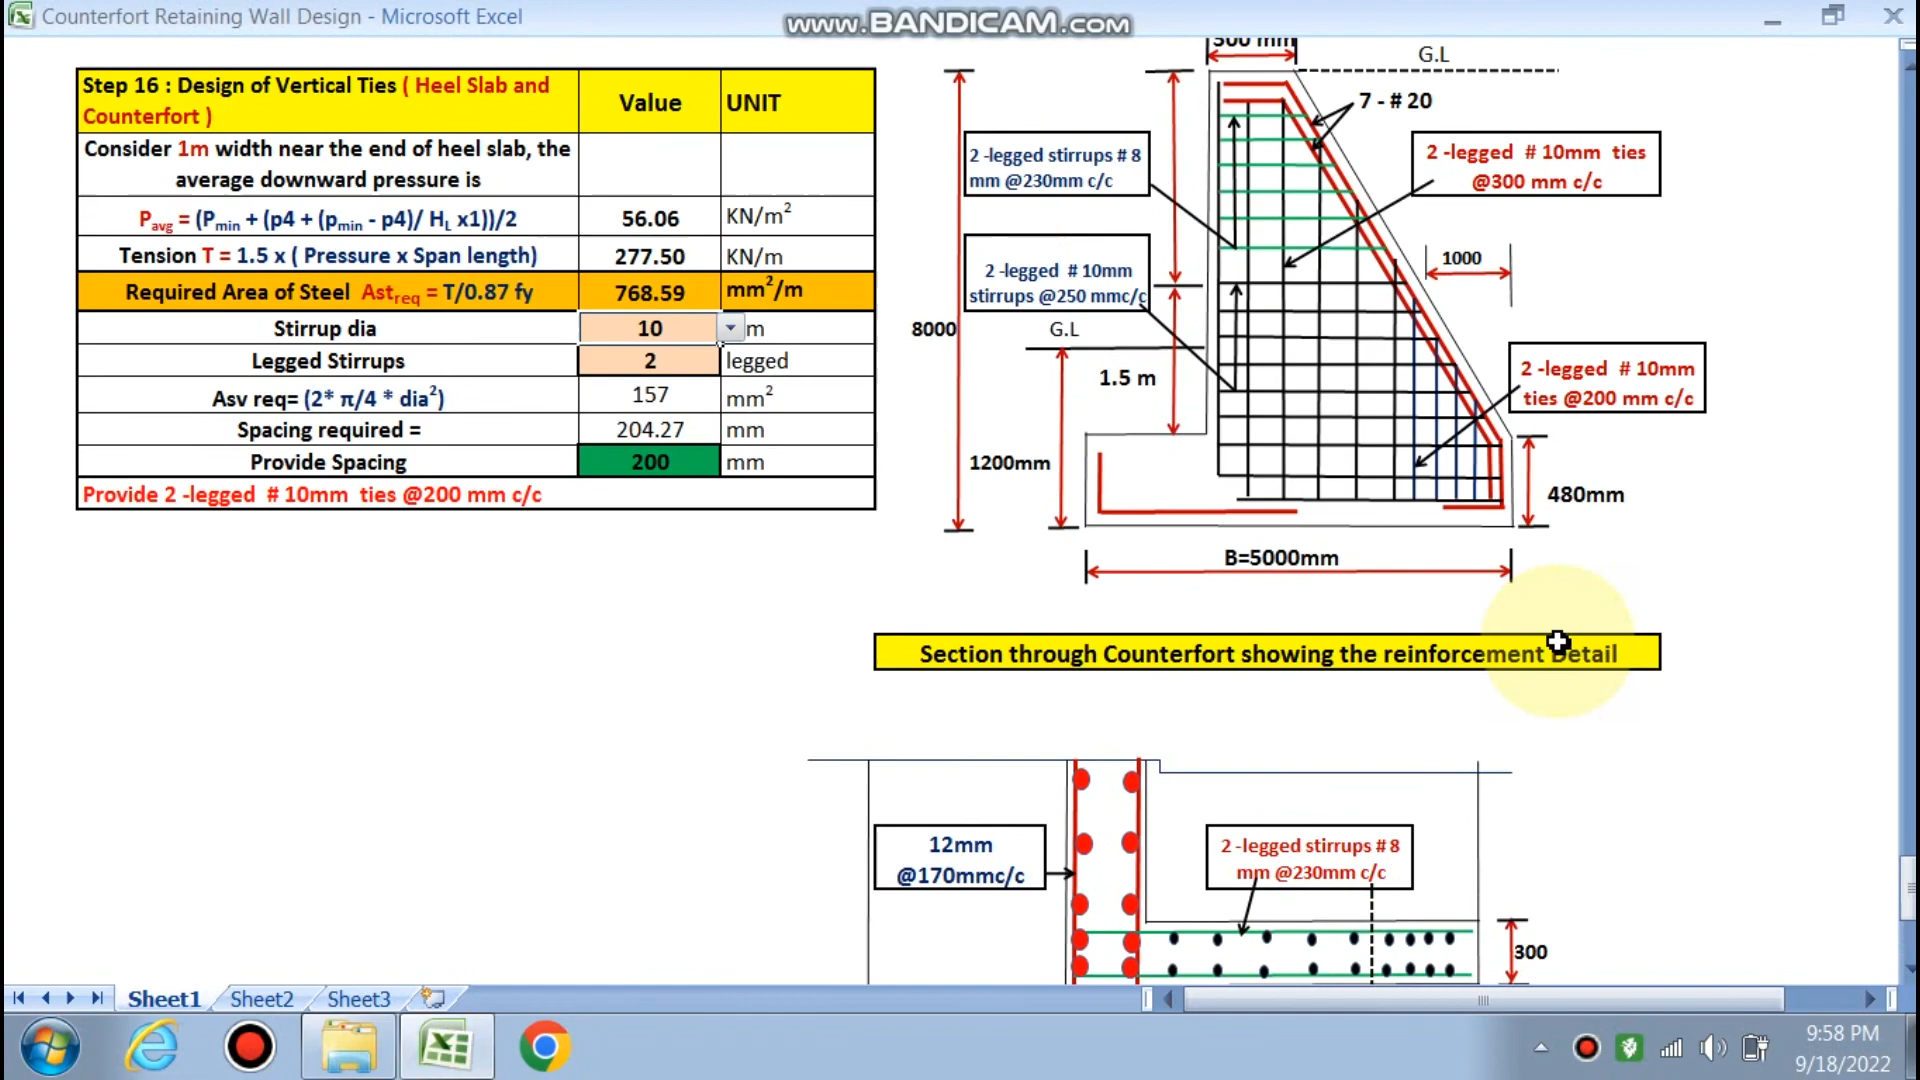 Counterfort Retaining Wall Design - Microsoft Excel
www.BANDICAM.com
Step 16 : Design of Vertical Ties ( Heel Slab and
Counterfort )
Value
UNIT
Consider 1m width near the end of heel slab, the
average downward pressure is
Pavg = (Pmin + (p4 + (pmin - p4)/ HL x1))/2
56.06
KN/m2
Tension T = 1.5 x ( Pressure x Span length)
277.50
KN/m
Required Area of Steel Astreq = T/0.87 fy
768.59
mm2/m
Stirrup dia
10
m
Legged Stirrups
2
legged
Asv req= (2* π/4 * dia2)
157
mm2
Spacing required =
204.27
mm
Provide Spacing
200
mm
Provide 2 -legged # 10mm ties @200 mm c/c
300 mm
G.L
7 - # 20
2 -legged stirrups # 8
mm @230mm c/c
2 -legged # 10mm ties
@300 mm c/c
2 -legged # 10mm
stirrups @250 mmc/c
1000
8000
G.L
1.5 m
2 -legged # 10mm
ties @200 mm c/c
1200mm
480mm
B=5000mm
Section through Counterfort showing the reinforcement Detail
12mm
@170mmc/c
2 -legged stirrups # 8
mm @230mm c/c
300
Sheet1
Sheet2
Sheet3
9:58 PM
9/18/2022